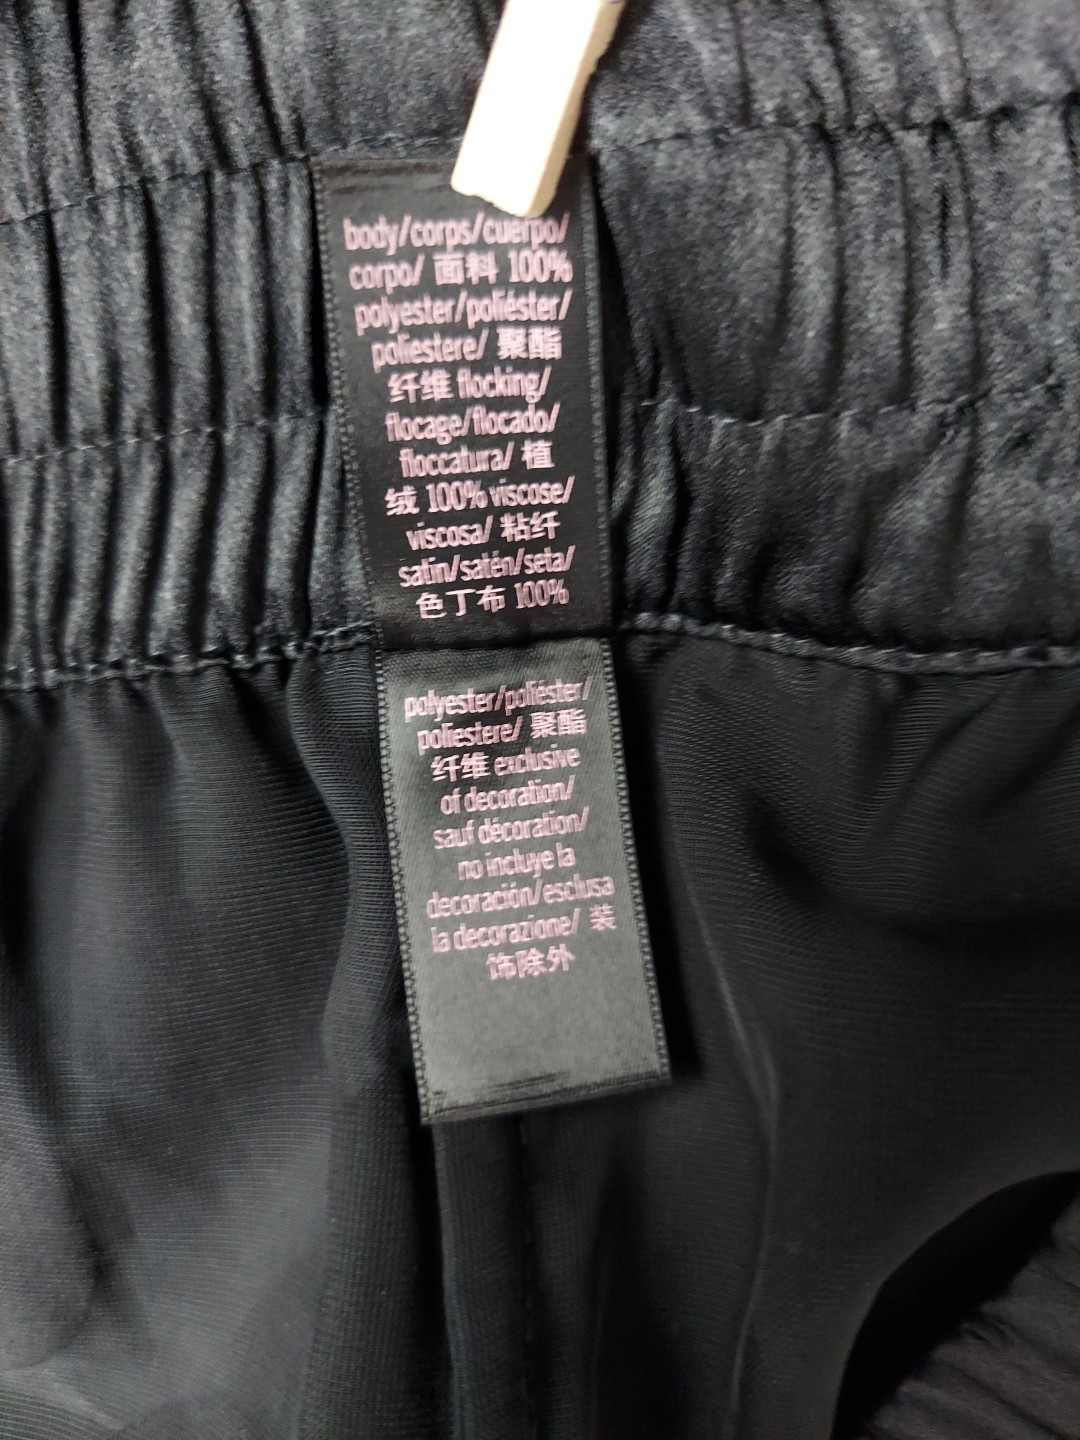 body/corps/cuerpo/
corpo/ 面料 100%
polyester/poliéster/
poliestere/ 聚酯
纤维 flocking/
flocage/flocado/
floccatura/ 植
绒 100% viscose/
viscosa/ 粘纤
satin/satén/seta/
色丁布 100%
polyester/poliéster/
poliestere/ 聚酯
纤维 exclusive
of decoration/
sauf décoration/
no incluye la
decoración/esclusa
la decorazione/ 装
饰除外